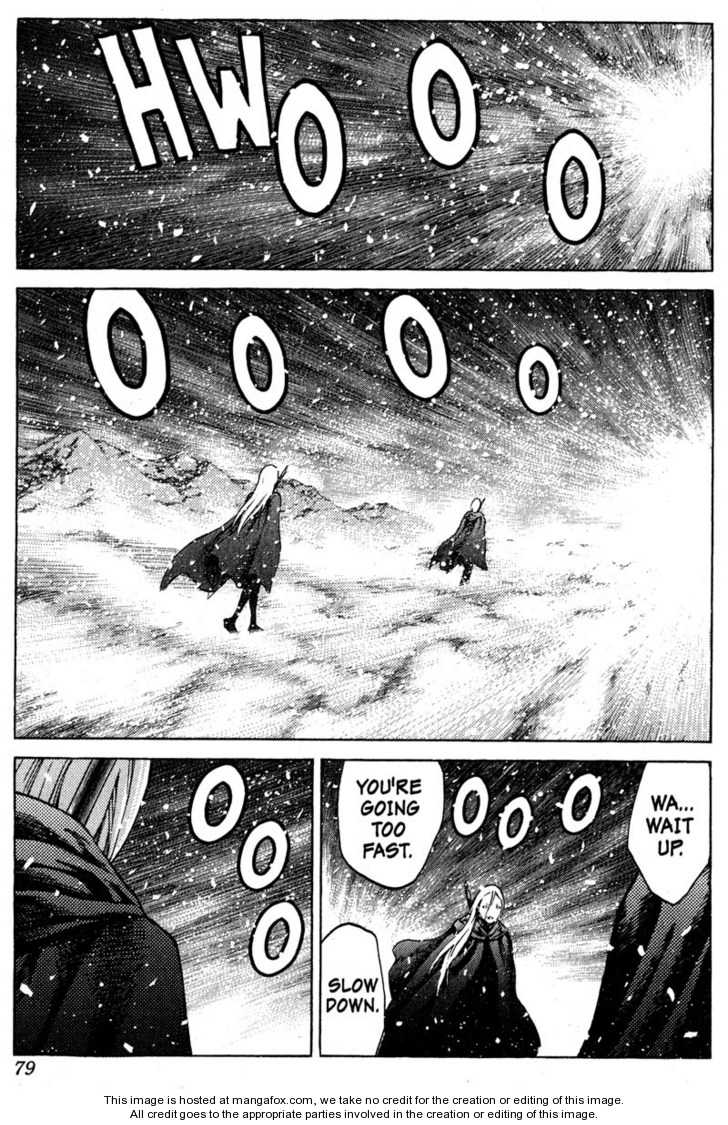 HWOOO
OOOO
WA...
WAIT
UP.
OOO
YOU'RE
GOING
TOO
FAST.
SLOW
DOWN.
OOO
79
This image is hosted at mangafox.com, we take no credit for the creation or editing of this image.
All credit goes to the appropriate parties involved in the creation or editing of this image.